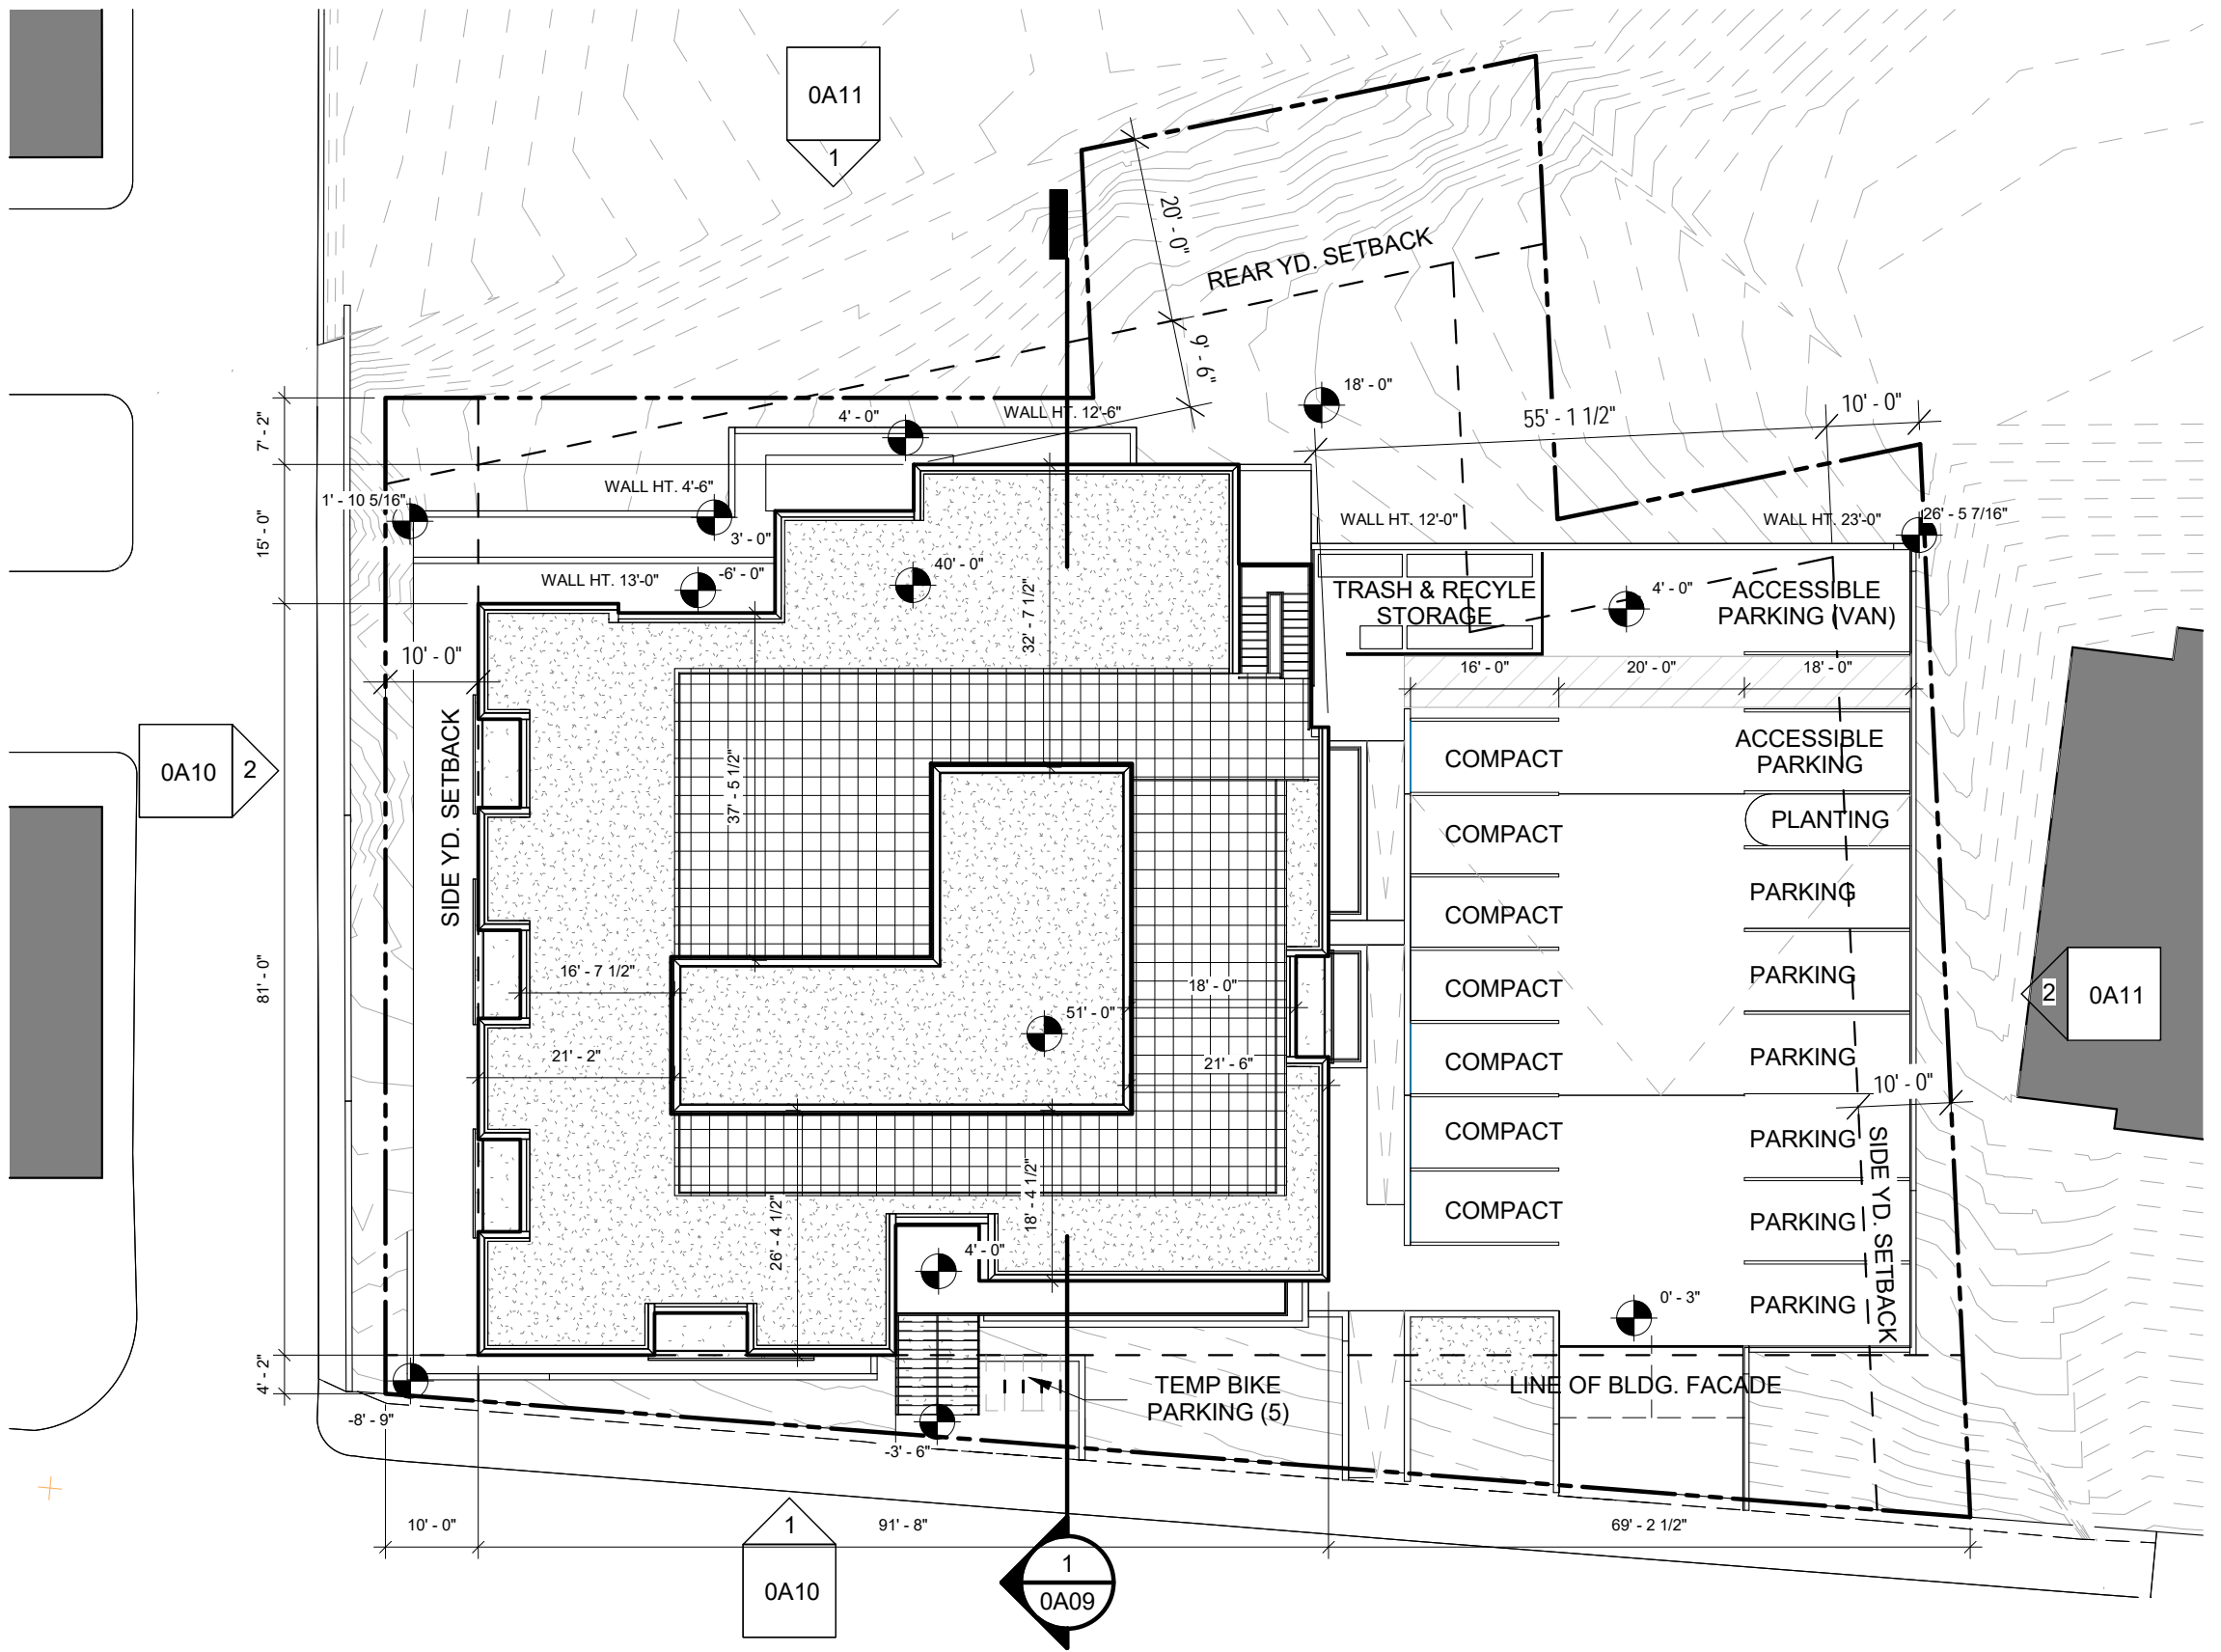 0A11
1
20' - 0"
REAR YD. SETBACK
9' - 6"
18' - 0"
55' - 1 1/2"
10' - 0"
7' - 2"
4' - 0"
WALL HT. 12'-6"
1' - 10 5/16"
WALL HT. 4'-6"
3' - 0"
WALL HT. 12'-0"
WALL HT. 23'-0"
26' - 5 7/16"
15' - 0"
WALL HT. 13'-0"
-6' - 0"
40' - 0"
32' - 7 1/2"
TRASH & RECYLE
STORAGE
4' - 0"
ACCESSIBLE
PARKING (VAN)
10' - 0"
16' - 0"
20' - 0"
18' - 0"
SIDE YD. SETBACK
0A10
2
37' - 5 1/2"
COMPACT
ACCESSIBLE
PARKING
COMPACT
PLANTING
COMPACT
PARKING
81' - 0"
16' - 7 1/2"
18' - 0"
COMPACT
PARKING
2
0A11
51' - 0"
21' - 2"
21' - 6"
COMPACT
PARKING
10' - 0"
COMPACT
PARKING
SIDE YD. SETBACK
26' - 4 1/2"
18' - 4 1/2"
COMPACT
PARKING
4' - 0"
0' - 3"
PARKING
4' - 2"
TEMP BIKE
PARKING (5)
LINE OF BLDG. FACADE
-8' - 9"
-3' - 6"
10' - 0"
1
91' - 8"
69' - 2 1/2"
0A10
1
0A09